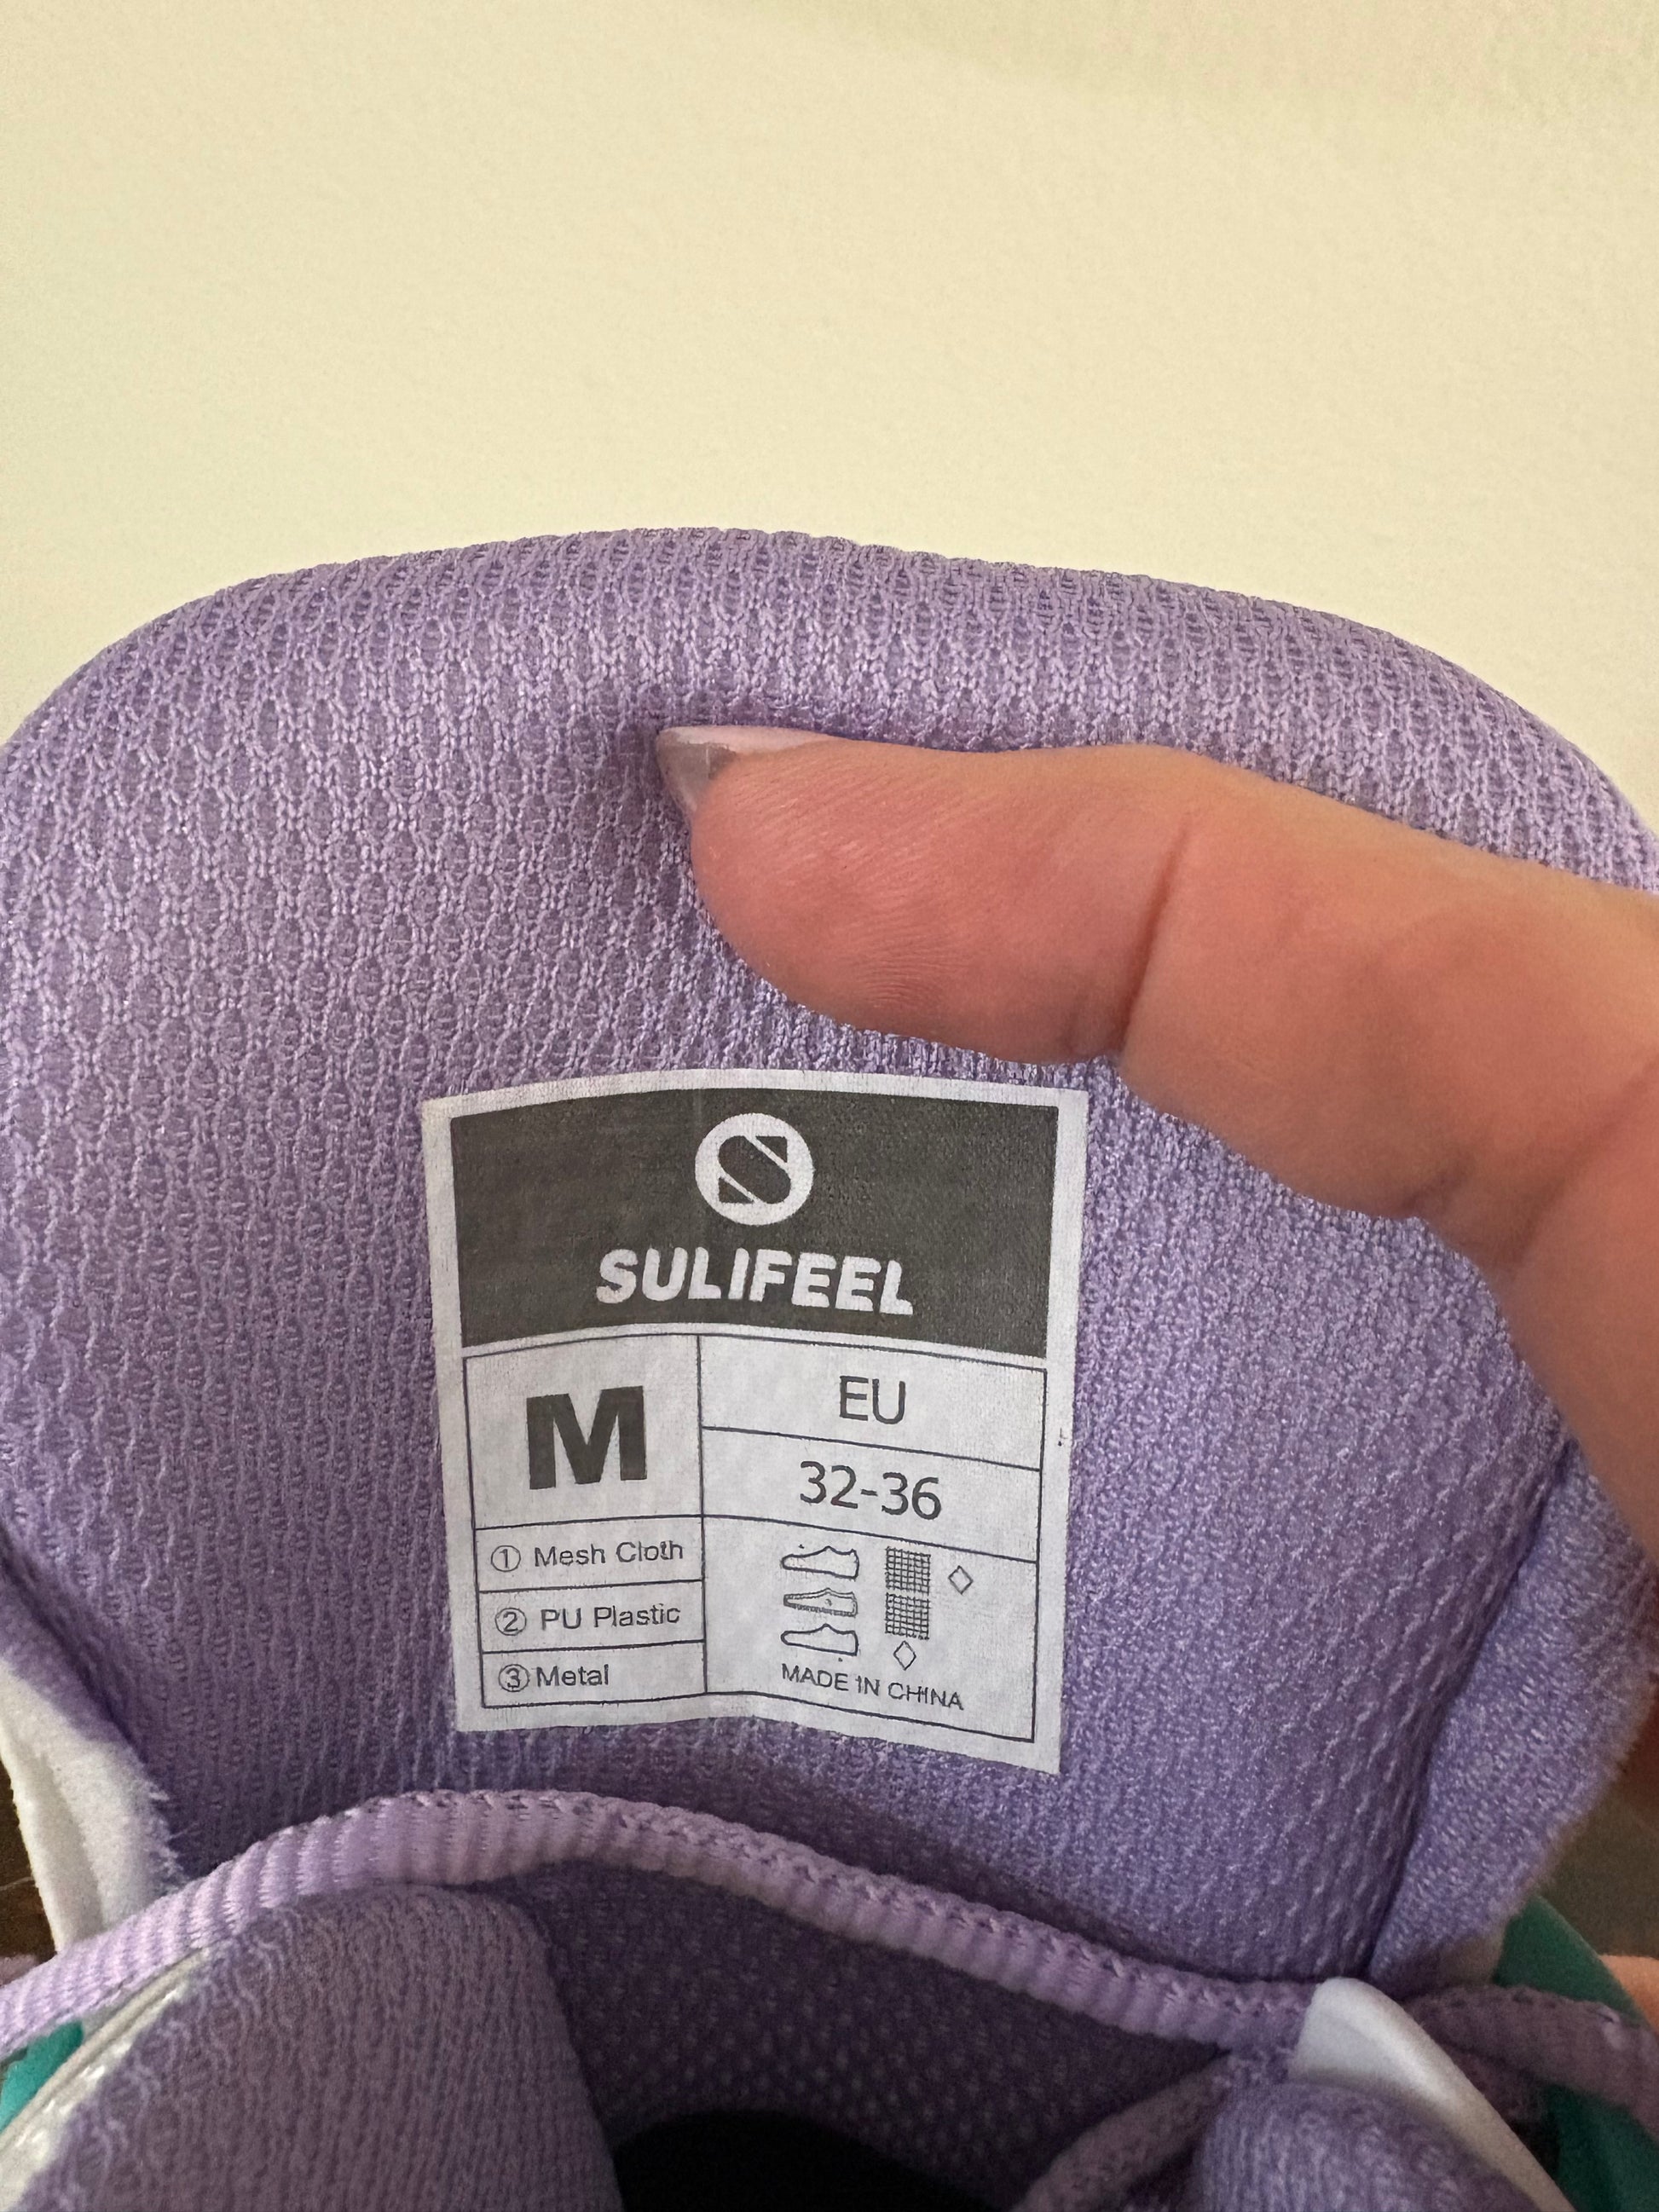 S
SULIFEEL
M
EU
32-36
① Mesh Cloth
② PU Plastic
③ Metal
MADE IN CHINA